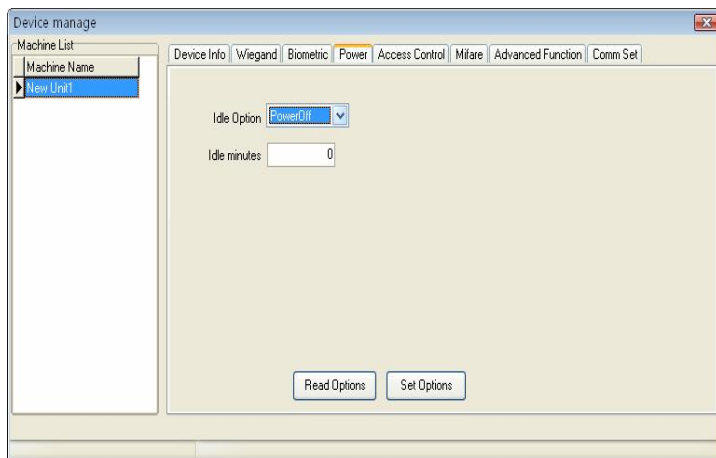 Device manage
Machine List
Machine Name
New Unit1
Device Info Wiegand Biometric Power Access Control Mifare Advanced Function Comm Set
Idle Option PowerOff
Idle minutes 0
Read Options Set Options